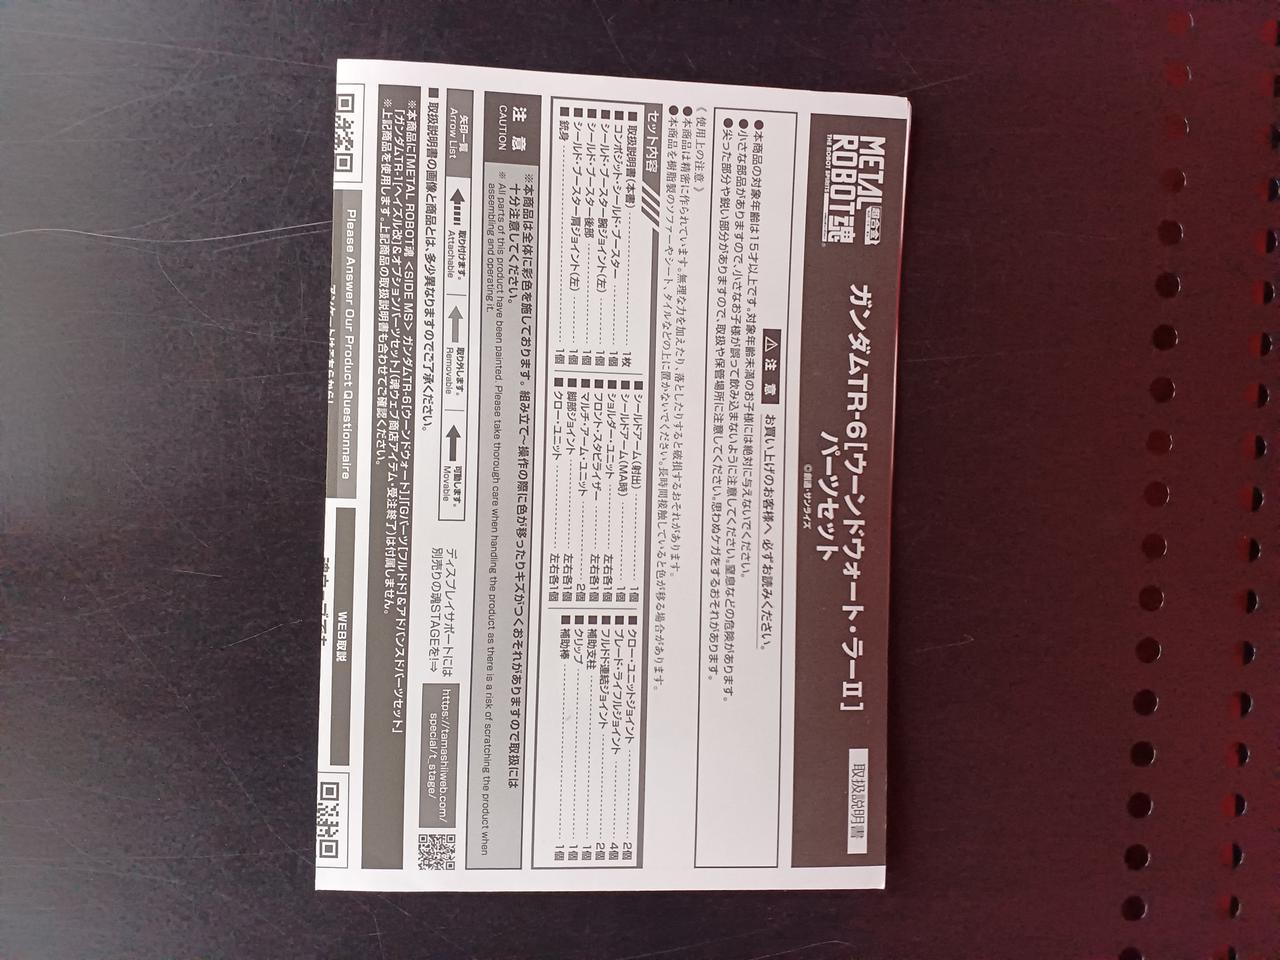 METAL
ROBOT魂
超合金
THE ROBOT SPIRITS
ガンダムTR-6[ウーンドウォート・ラーII]
パーツセット
©創通・サンライズ
取扱説明書
注 意 お買い上げのお客様へ 必ずお読みください。
●本商品の対象年齢は15才以上です。対象年齢未満のお子様には絶対に与えないでください。
●小さな部品がありますので、小さなお子様が誤って飲み込まないように注意してください。窒息などの危険があります。
●尖った部分や鋭い部分がありますので、取扱や保管場所に注意してください。思わぬケガをするおそれがあります。
《使用上の注意》
●本商品は精密に作られています。無理な力を加えたり、落としたりすると破損するおそれがあります。
●本商品を樹脂製のソファーやシート、タイルなどの上に置かないでください。長時間接触していると色が移る場合があります。
セット内容
■取扱説明書(本書) 1枚
■コンポジット・シールド・ブースター 1個
■シールド・ブースター腕ジョイント(左) 1個
■シールド・ブースター 後部 1個
■シールド・ブースター肩ジョイント(左) 1個
■銃身 1個
■シールドアーム(射出) 1個
■シールドアーム(MA時) 1個
■ショルダー・ユニット 左右各1個
■フロント・スタビライザー 左右各1個
■マルチ・アーム・ユニット 2個
■脚部ジョイント 左右各1個
■クロー・ユニット 左右各1個
■クロー・ユニットジョイント 2個
■ブレード・ライフルジョイント 4個
■フルドド連結ジョイント 2個
■補助支柱 1個
■クリップ 1個
■補助棒 1個
注 意
CAUTION
※本商品は全体に彩色を施しております。組み立て～操作の際に色が移ったりキズがつくおそれがありますので取扱には
十分注意してください。
※ All parts of this product have been painted. Please take thorough care when handling the product as there is a risk of scratching the product when
assembling and operating it.
矢印一覧
Arrow List
取り付けます。
Attachable
取り外します。
Removable
可動します。
Movable
ディスプレイサポートには
別売りの魂STAGEを!⇒
https://tamashiiweb.com/
special/t_stage/
■取扱説明書の画像と商品とは、多少異なりますのでご了承ください。
※本商品に「METAL ROBOT魂 <SIDE MS> ガンダムTR-6[ウーンドウォート]」「Gパーツ[フルドド]&アドバンスドパーツセット」
「ガンダムTR-1[ヘイズル改]&オプションパーツセット」(魂ウェブ商店アイテム・受注終了)は付属しません。
※上記商品を使用します。上記商品の取扱説明書も合わせてご確認ください。
Please Answer Our Product Questionnaire
WEB取説